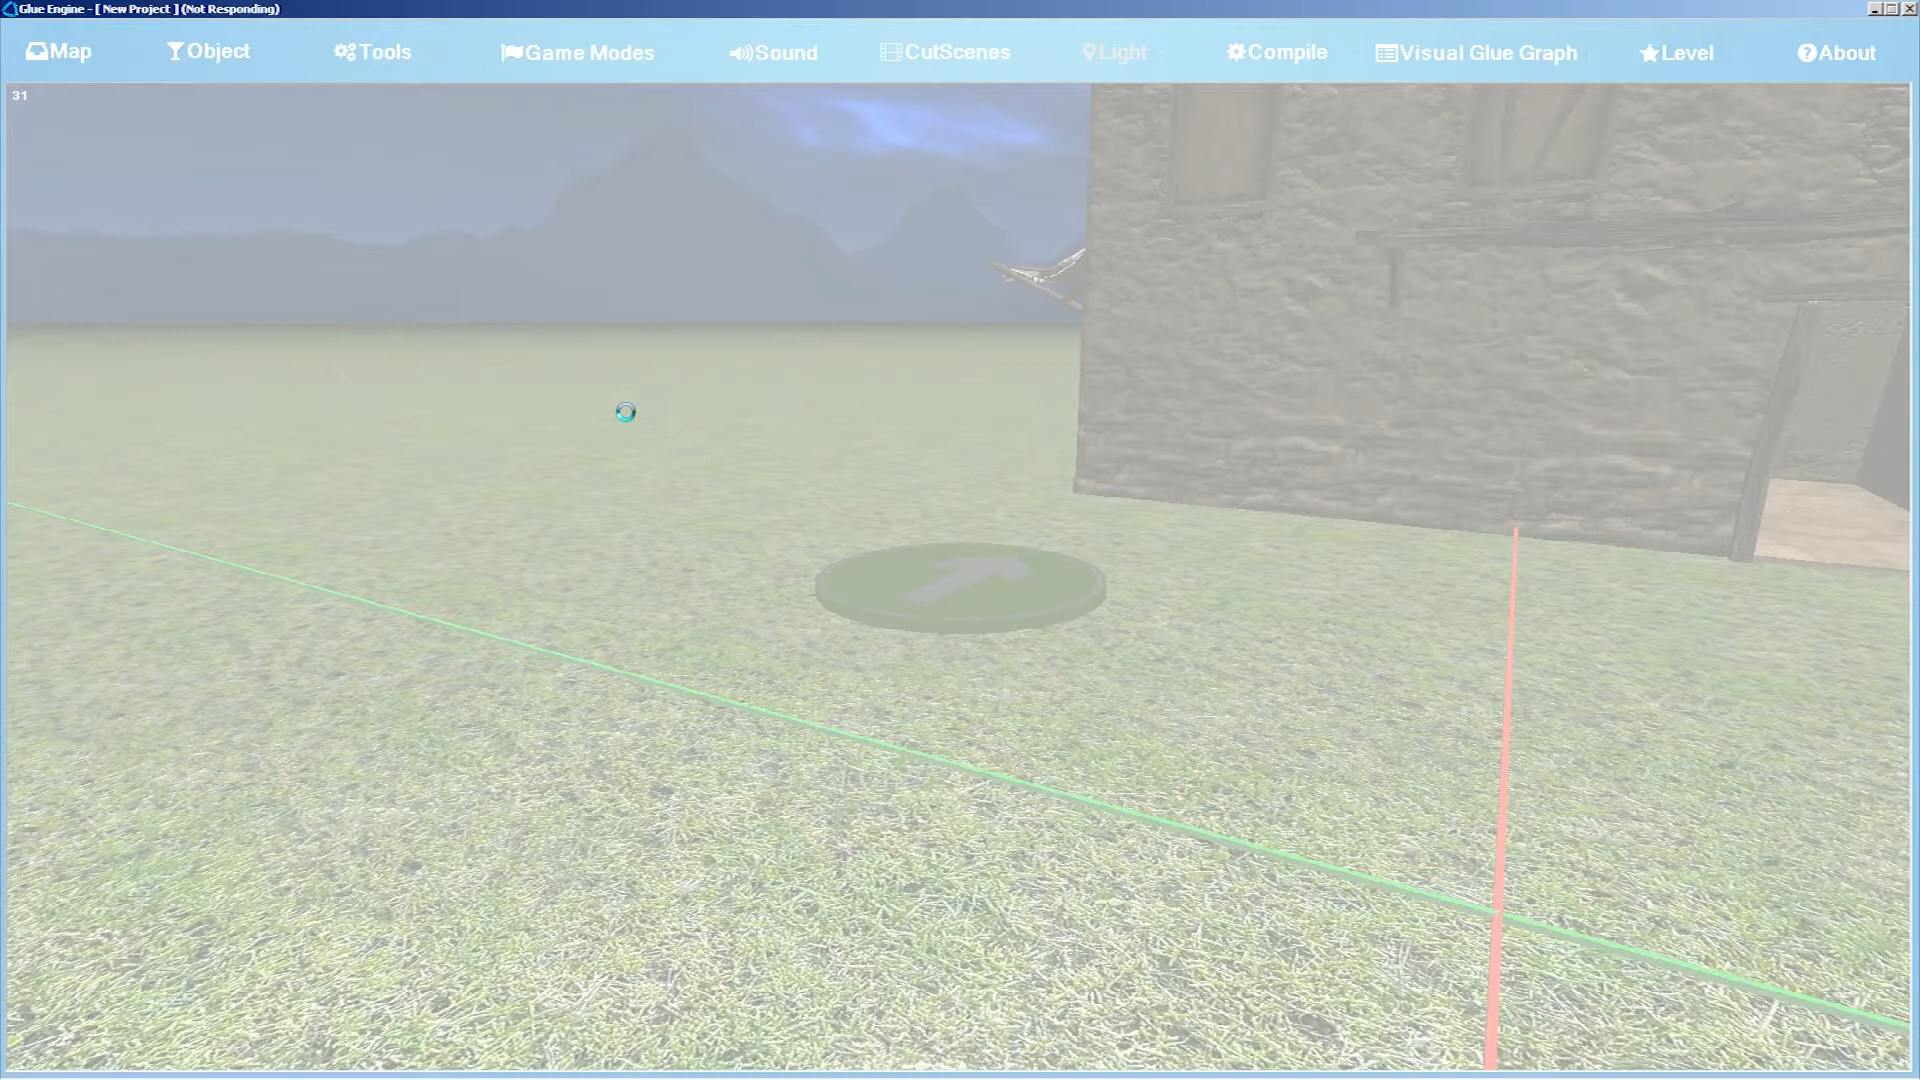 Glue Engine - [ New Project ] (Not Responding)
Map Object Tools Game Modes Sound CutScenes Light Compile Visual Glue Graph Level About
31